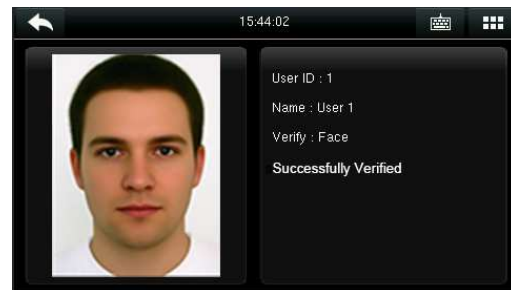 15:44:02
User ID : 1
Name : User 1
Verify : Face
Successfully Verified